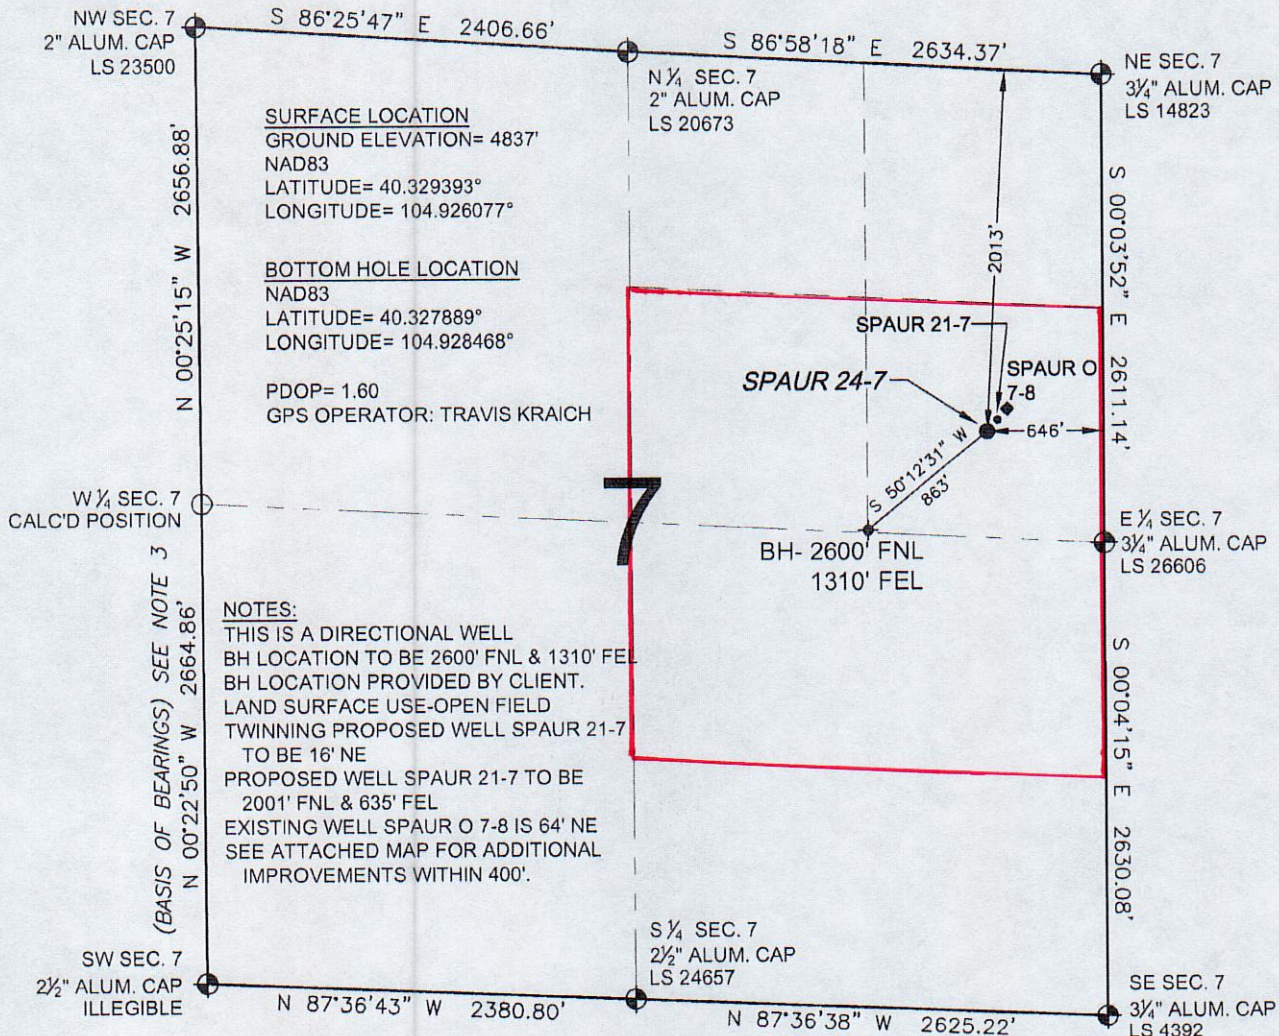 NW SEC. 7
2" ALUM. CAP
LS 23500
S 86°25'47" E 2406.66'
S 86°58'18" E 2634.37'
N ¼ SEC. 7
2" ALUM. CAP
LS 20673
NE SEC. 7
3¼" ALUM. CAP
LS 14823
SURFACE LOCATION
GROUND ELEVATION= 4837'
NAD83
LATITUDE= 40.329393°
LONGITUDE= 104.926077°
BOTTOM HOLE LOCATION
NAD83
LATITUDE= 40.327889°
LONGITUDE= 104.928468°
PDOP= 1.60
GPS OPERATOR: TRAVIS KRAICH
N 00°25'15" W 2656.88'
S 00°03'52" E 2611.14'
2013'
SPAUR 21-7
SPAUR O
7-8
SPAUR 24-7
646'
S 50°12'31" W
863'
7
W ¼ SEC. 7
CALC'D POSITION
BH- 2600' FNL
1310' FEL
E ¼ SEC. 7
3¼" ALUM. CAP
LS 26606
(BASIS OF BEARINGS) SEE NOTE 3
N 00°22'50" W 2664.86'
NOTES:
THIS IS A DIRECTIONAL WELL
BH LOCATION TO BE 2600' FNL & 1310' FEL
BH LOCATION PROVIDED BY CLIENT.
LAND SURFACE USE-OPEN FIELD
TWINNING PROPOSED WELL SPAUR 21-7
TO BE 16' NE
PROPOSED WELL SPAUR 21-7 TO BE
2001' FNL & 635' FEL
EXISTING WELL SPAUR O 7-8 IS 64' NE
SEE ATTACHED MAP FOR ADDITIONAL
IMPROVEMENTS WITHIN 400'.
S 00°04'15" E 2630.08'
SW SEC. 7
2½" ALUM. CAP
ILLEGIBLE
N 87°36'43" W 2380.80'
S ¼ SEC. 7
2½" ALUM. CAP
LS 24657
N 87°36'38" W 2625.22'
SE SEC. 7
3¼" ALUM. CAP
LS 4392